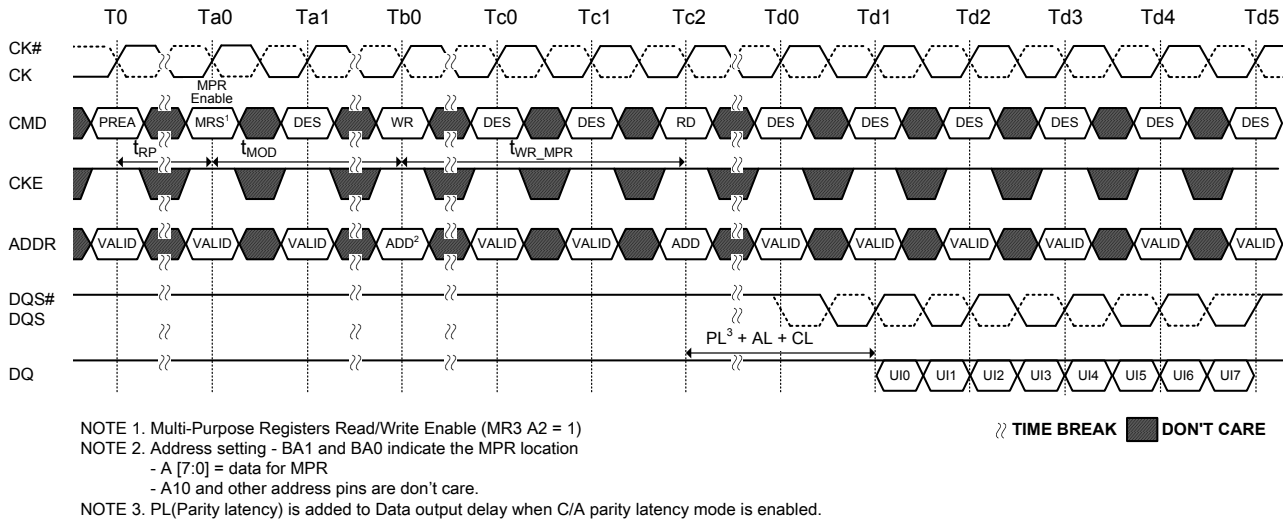 T0 Ta0 Ta1 Tb0 Tc0 Tc1 Tc2 Td0 Td1 Td2 Td3 Td4 Td5
CK#
CK
MPR
Enable
CMD PREA MRS1 DES WR DES DES RD DES DES DES DES DES DES
tRP tMOD tWR_MPR
CKE
ADDR VALID VALID VALID ADD2 VALID VALID ADD VALID VALID VALID VALID VALID VALID
DQS#
DQS
PL3 + AL + CL
DQ UI0 UI1 UI2 UI3 UI4 UI5 UI6 UI7
NOTE 1. Multi-Purpose Registers Read/Write Enable (MR3 A2 = 1)
TIME BREAK DON'T CARE
NOTE 2. Address setting - BA1 and BA0 indicate the MPR location
- A [7:0] = data for MPR
- A10 and other address pins are don't care.
NOTE 3. PL(Parity latency) is added to Data output delay when C/A parity latency mode is enabled.